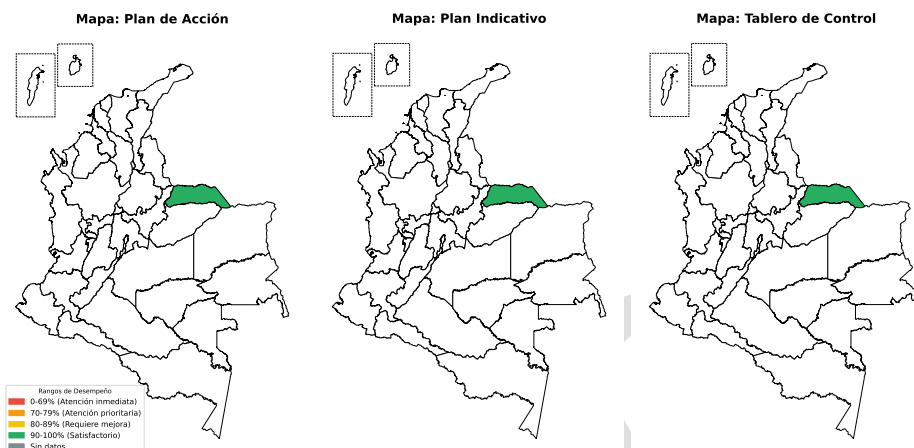 Mapa: Plan de Acción
Mapa: Plan Indicativo
Mapa: Tablero de Control
Rangos de Desempeño
0-69% (Atención inmediata)
70-79% (Atención prioritaria)
80-89% (Requiere mejora)
90-100% (Satisfactorio)
Sin datos